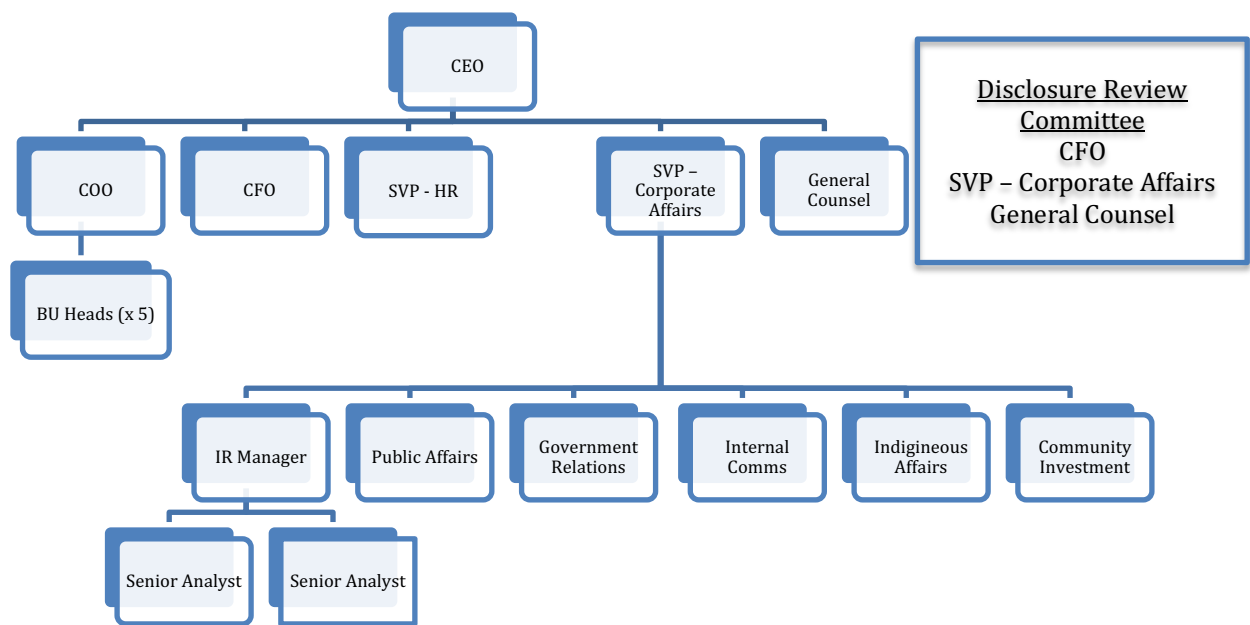 CEO
Disclosure Review
Committee
CFO
SVP – Corporate Affairs
General Counsel
COO
CFO
SVP - HR
SVP –
Corporate
Affairs
General
Counsel
BU Heads (x 5)
IR Manager
Public Affairs
Government
Relations
Internal
Comms
Indigineous
Affairs
Community
Investment
Senior Analyst
Senior Analyst